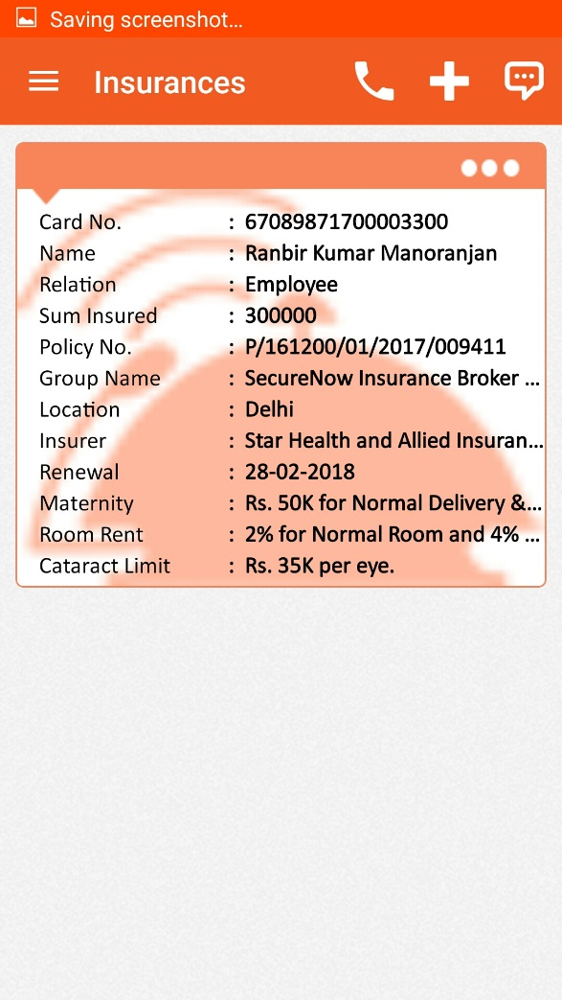 Saving screenshot...
Insurances
Card No. : 67089871700003300
Name : Ranbir Kumar Manoranjan
Relation : Employee
Sum Insured : 300000
Policy No. : P/161200/01/2017/009411
Group Name : SecureNow Insurance Broker ...
Location : Delhi
Insurer : Star Health and Allied Insuran...
Renewal : 28-02-2018
Maternity : Rs. 50K for Normal Delivery &...
Room Rent : 2% for Normal Room and 4% ...
Cataract Limit : Rs. 35K per eye.